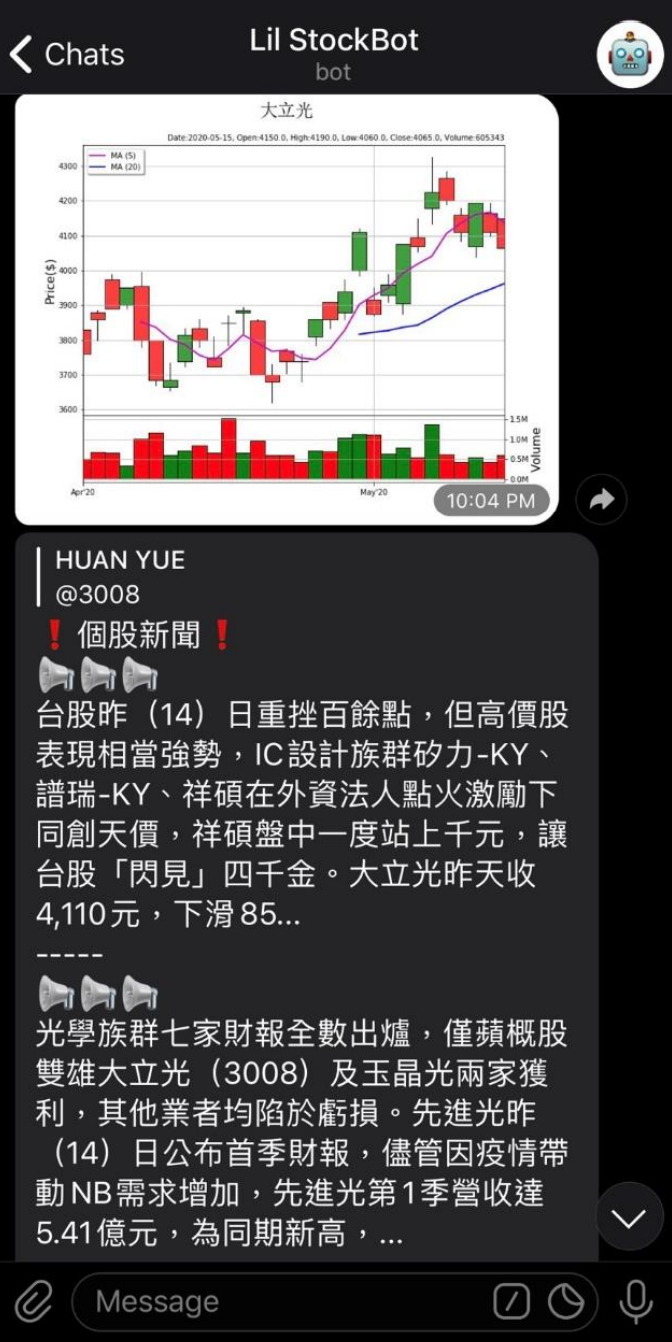 Chats
Lil StockBot
bot
大立光
Date:2020-05-15, Open:4150.0, High:4190.0, Low:4060.0, Close:4065.0, Volume:605343
MA (5)
MA (20)
4300
4200
4100
4000
3900
3800
3700
3600
Price($)
1.5M
1.0M
0.5M
0.0M
Volume
Apr'20
May'20
10:04 PM
HUAN YUE
@3008
❗個股新聞❗
台股昨（14）日重挫百餘點，但高價股
表現相當強勢，IC設計族群矽力-KY、
譜瑞-KY、祥碩在外資法人點火激勵下
同創天價，祥碩盤中一度站上千元，讓
台股「閃見」四千金。大立光昨天收
4,110元，下滑85...
-----
光學族群七家財報全數出爐，僅蘋概股
雙雄大立光（3008）及玉晶光兩家獲
利，其他業者均陷於虧損。先進光昨
（14）日公布首季財報，儘管因疫情帶
動NB需求增加，先進光第1季營收達
5.41億元，為同期新高，...
Message